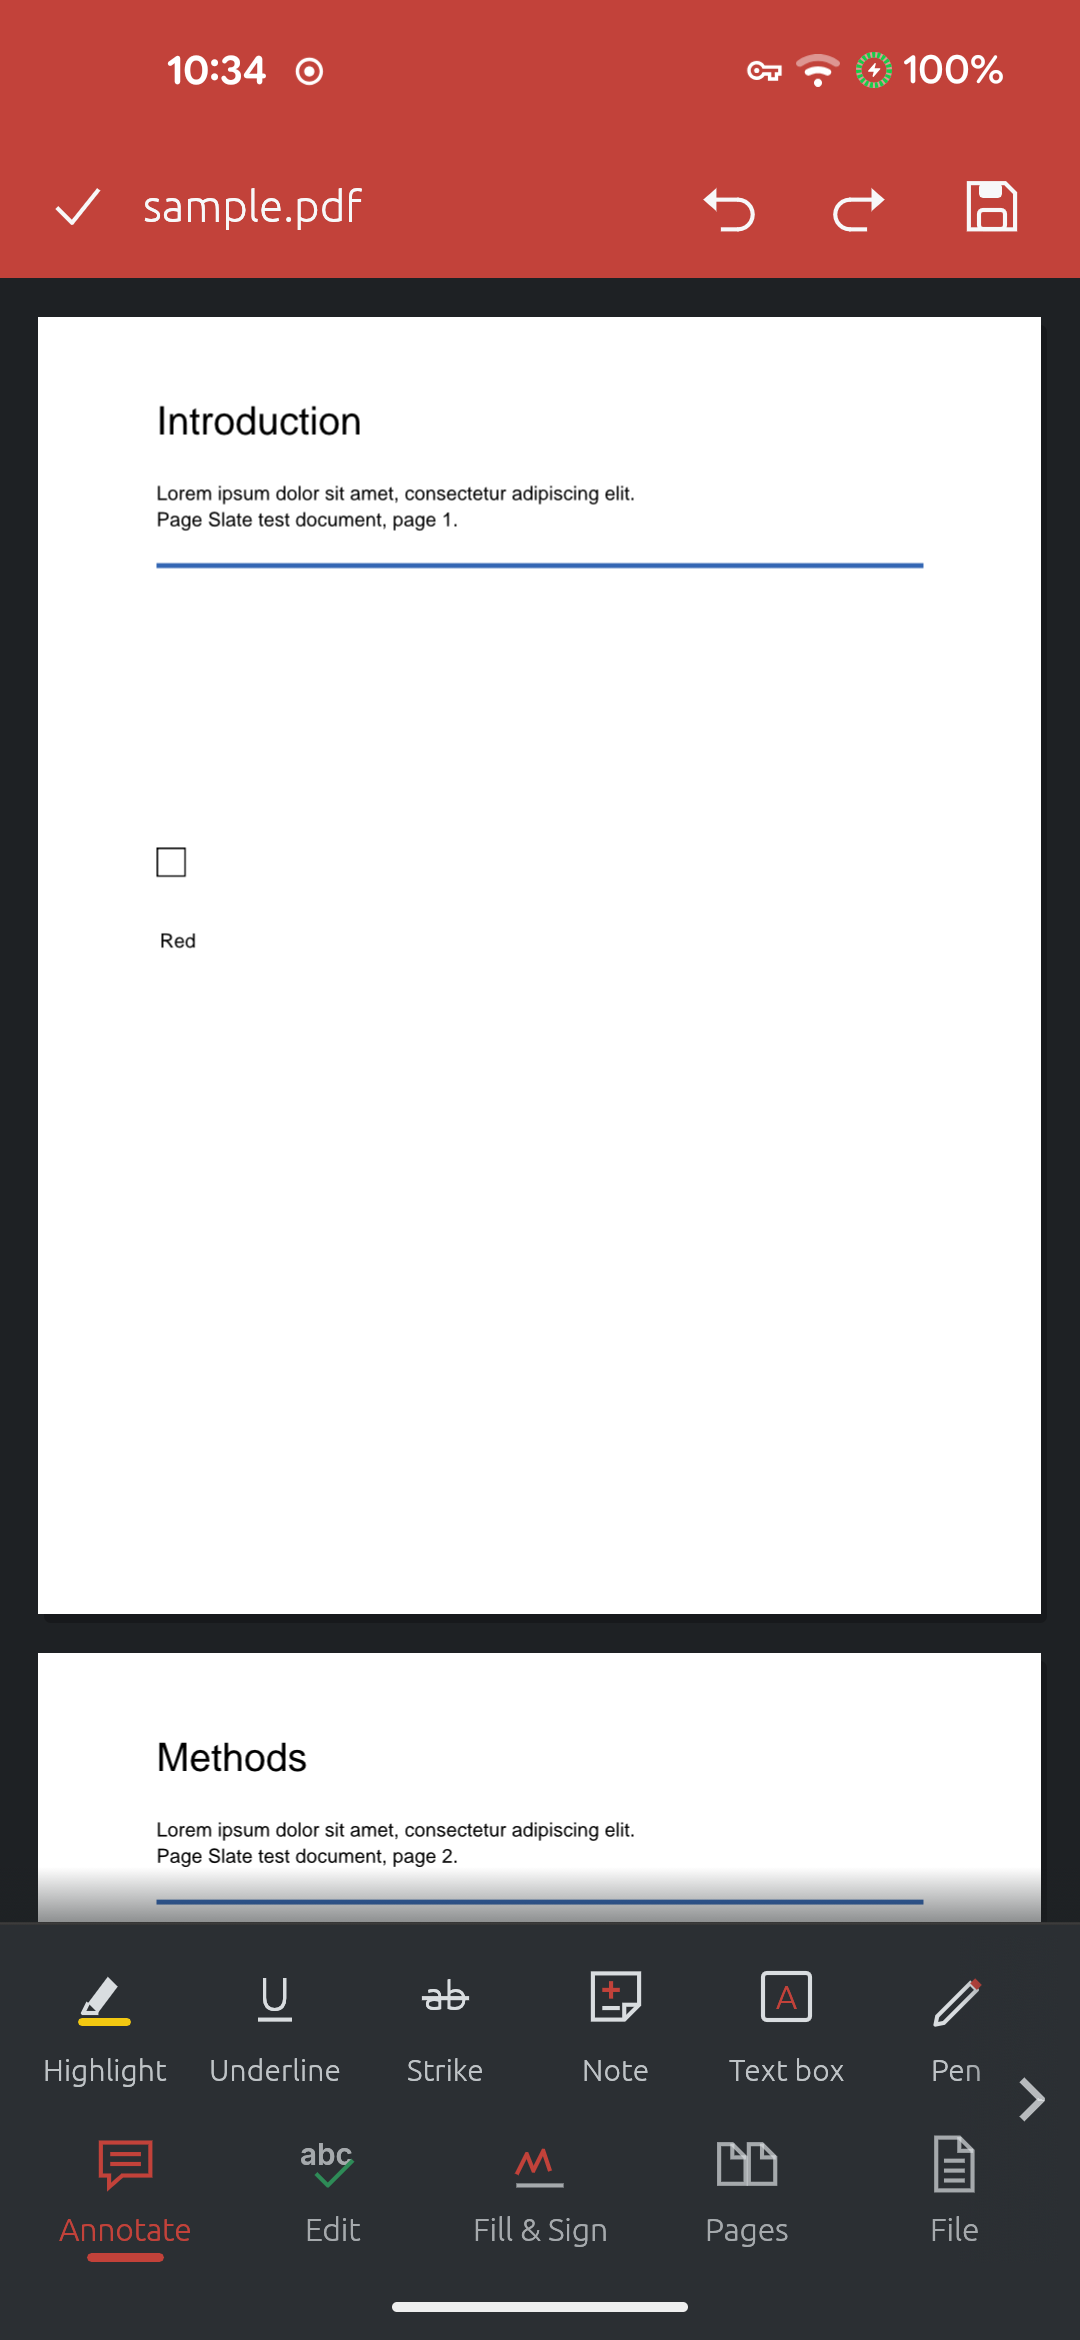 10:34
100%
sample.pdf
Introduction
Lorem ipsum dolor sit amet, consectetur adipiscing elit.
Page Slate test document, page 1.
Red
Methods
Lorem ipsum dolor sit amet, consectetur adipiscing elit.
Page Slate test document, page 2.
U ab A
Highlight Underline Strike Note Text box Pen
abc
Annotate Edit Fill & Sign Pages File